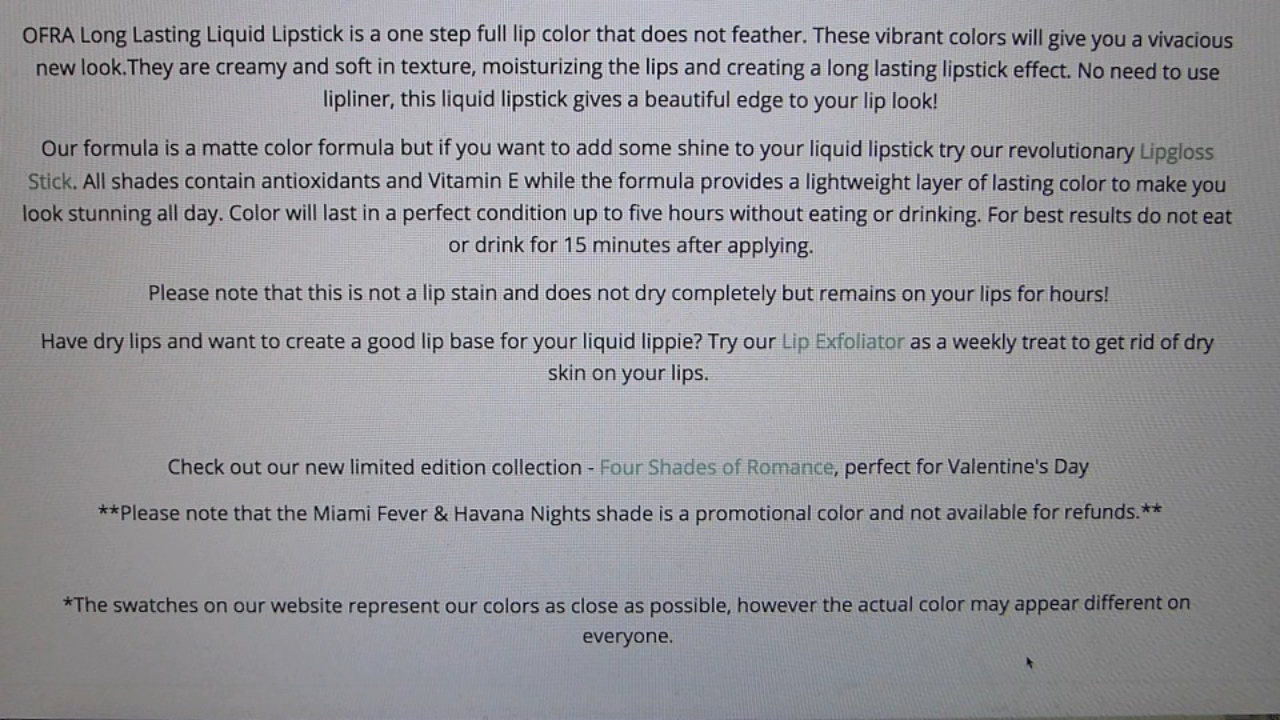 OFRA Long Lasting Liquid Lipstick is a one step full lip color that does not feather. These vibrant colors will give you a vivacious
new look.They are creamy and soft in texture, moisturizing the lips and creating a long lasting lipstick effect. No need to use
lipliner, this liquid lipstick gives a beautiful edge to your lip look!
Our formula is a matte color formula but if you want to add some shine to your liquid lipstick try our revolutionary Lipgloss
Stick. All shades contain antioxidants and Vitamin E while the formula provides a lightweight layer of lasting color to make you
look stunning all day. Color will last in a perfect condition up to five hours without eating or drinking. For best results do not eat
or drink for 15 minutes after applying.
Please note that this is not a lip stain and does not dry completely but remains on your lips for hours!
Have dry lips and want to create a good lip base for your liquid lippie? Try our Lip Exfoliator as a weekly treat to get rid of dry
skin on your lips.
Check out our new limited edition collection - Four Shades of Romance, perfect for Valentine's Day
**Please note that the Miami Fever & Havana Nights shade is a promotional color and not available for refunds.**
*The swatches on our website represent our colors as close as possible, however the actual color may appear different on
everyone.